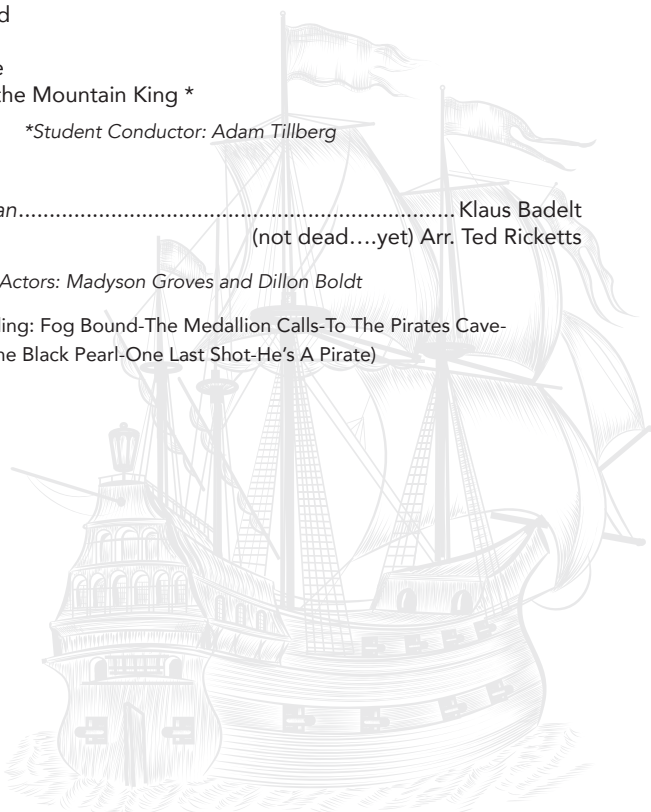 d
e
the Mountain King *
*Student Conductor: Adam Tillberg
an....................................................................... Klaus Badelt
(not dead....yet) Arr. Ted Ricketts
Actors: Madyson Groves and Dillon Boldt
ling: Fog Bound-The Medallion Calls-To The Pirates Cave-
he Black Pearl-One Last Shot-He's A Pirate)